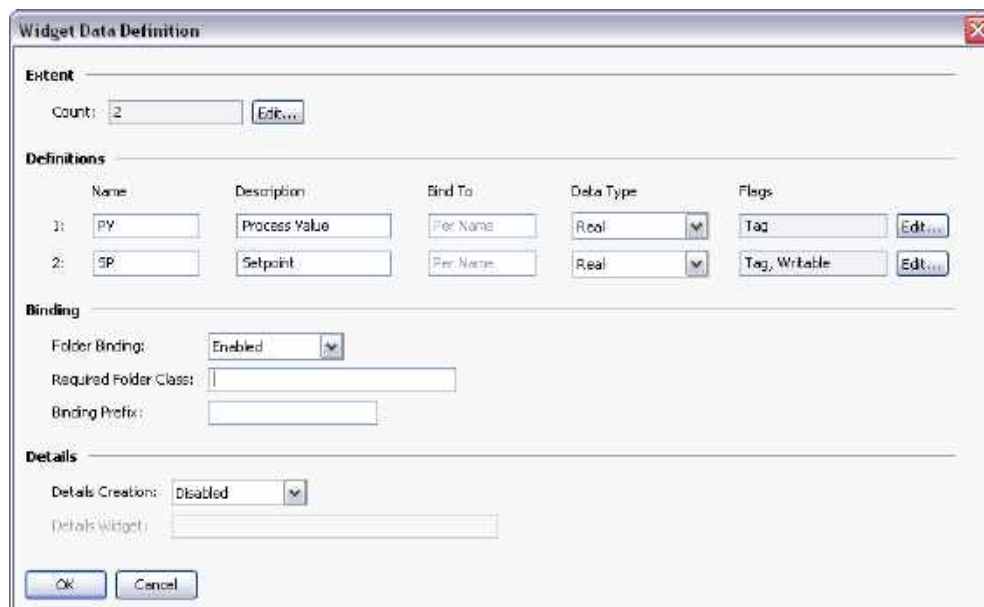 Widget Data Definition
Extent
Count: 2 Edit...
Definitions
Name Description Bind To Data Type Flags
1: PV Process Value Per Name Real Tag Edit...
2: SP Setpoint Per Name Real Tag, Writable Edit...
Binding
Folder Binding: Enabled
Required Folder Class:
Binding Prefix:
Details
Details Creation: Disabled
Details Widget:
OK Cancel